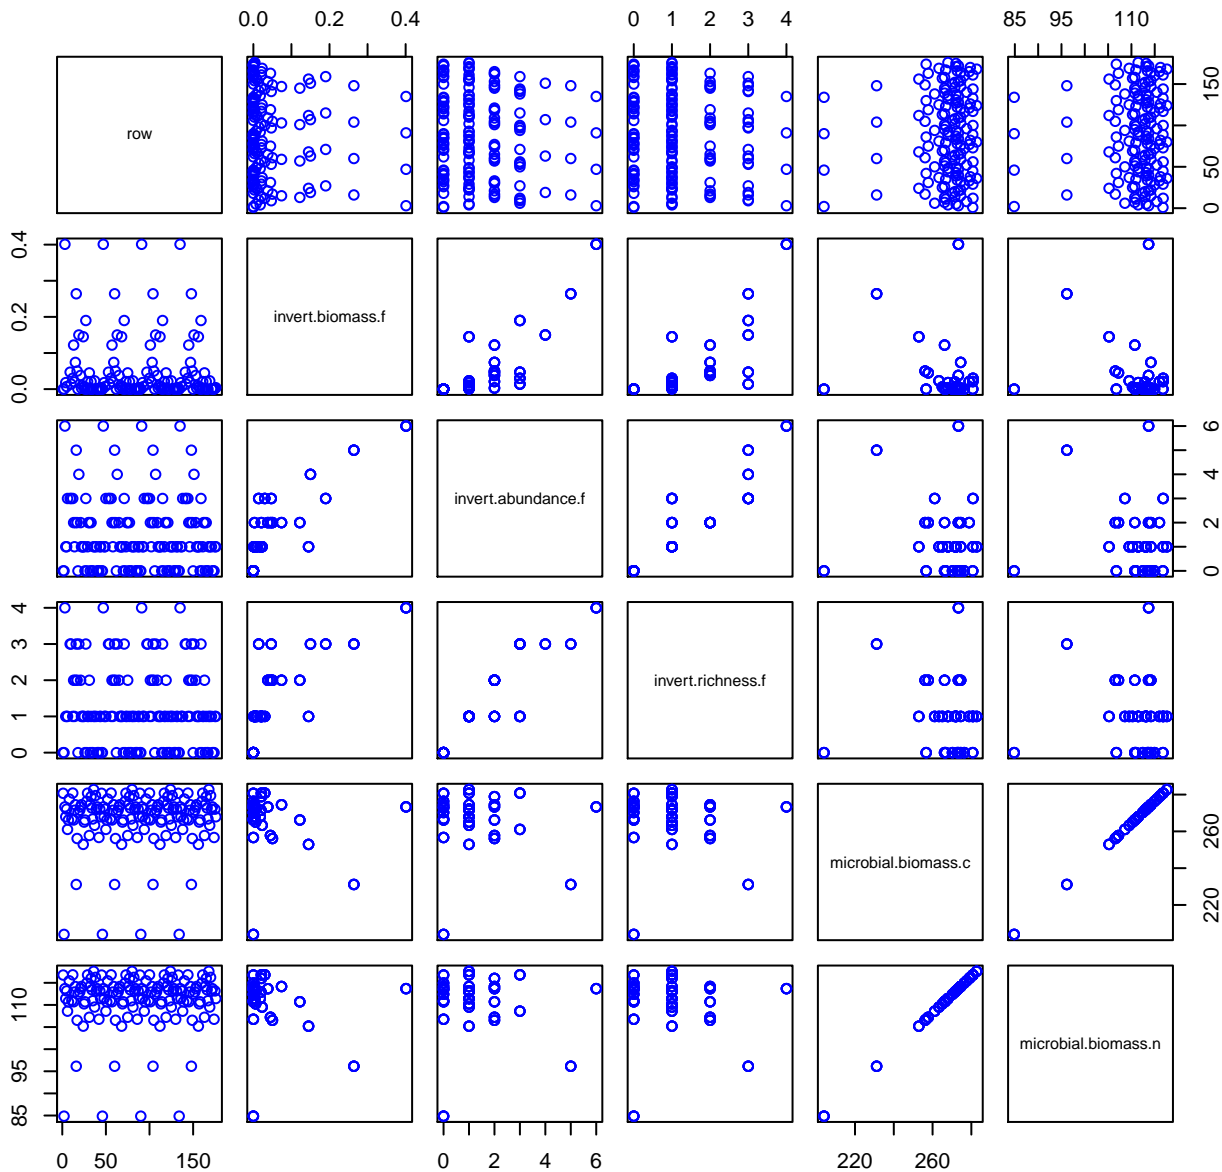 0.0 0.2 0.4 0 1 2 3 4 85 95 110
row 0 50 150
0.0 0.2 0.4 invert.biomass.f
invert.abundance.f 0 2 4 6
0 1 2 3 4 invert.richness.f
microbial.biomass.c 220 260
85 95 110 microbial.biomass.n
0 50 150 0 2 4 6 220 260